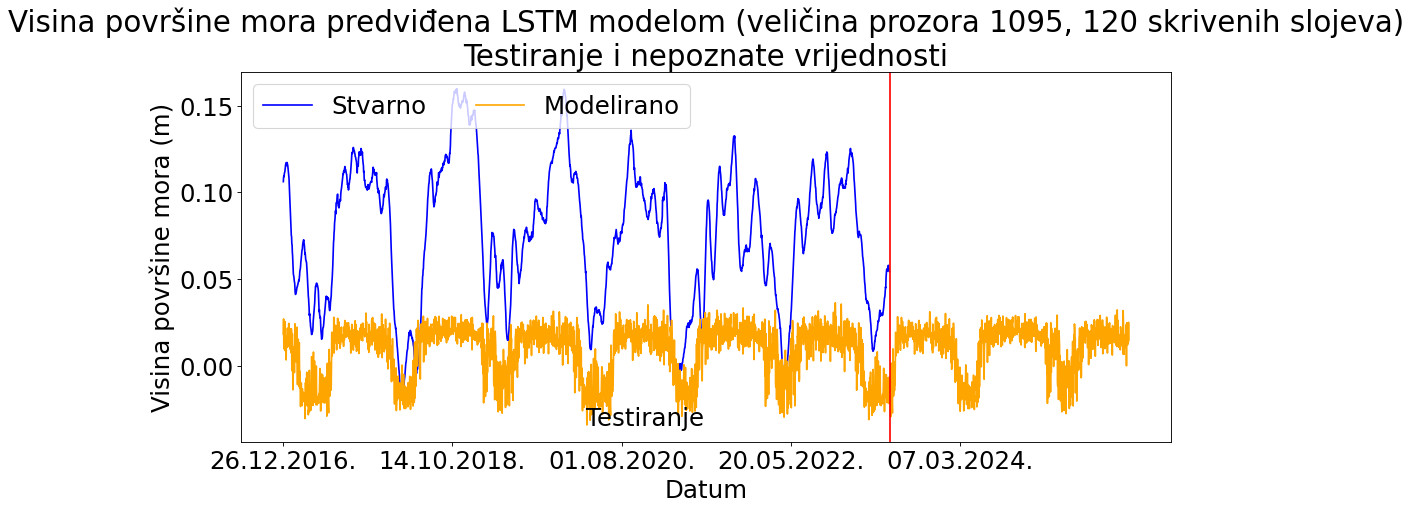 Visina površine mora predviđena LSTM modelom (veličina prozora 1095, 120 skrivenih slojeva)
Testiranje i nepoznate vrijednosti
Stvarno
Modelirano
Visina površine mora (m)
0.15
0.10
0.05
0.00
Testiranje
26.12.2016.
14.10.2018.
01.08.2020.
20.05.2022.
07.03.2024.
Datum